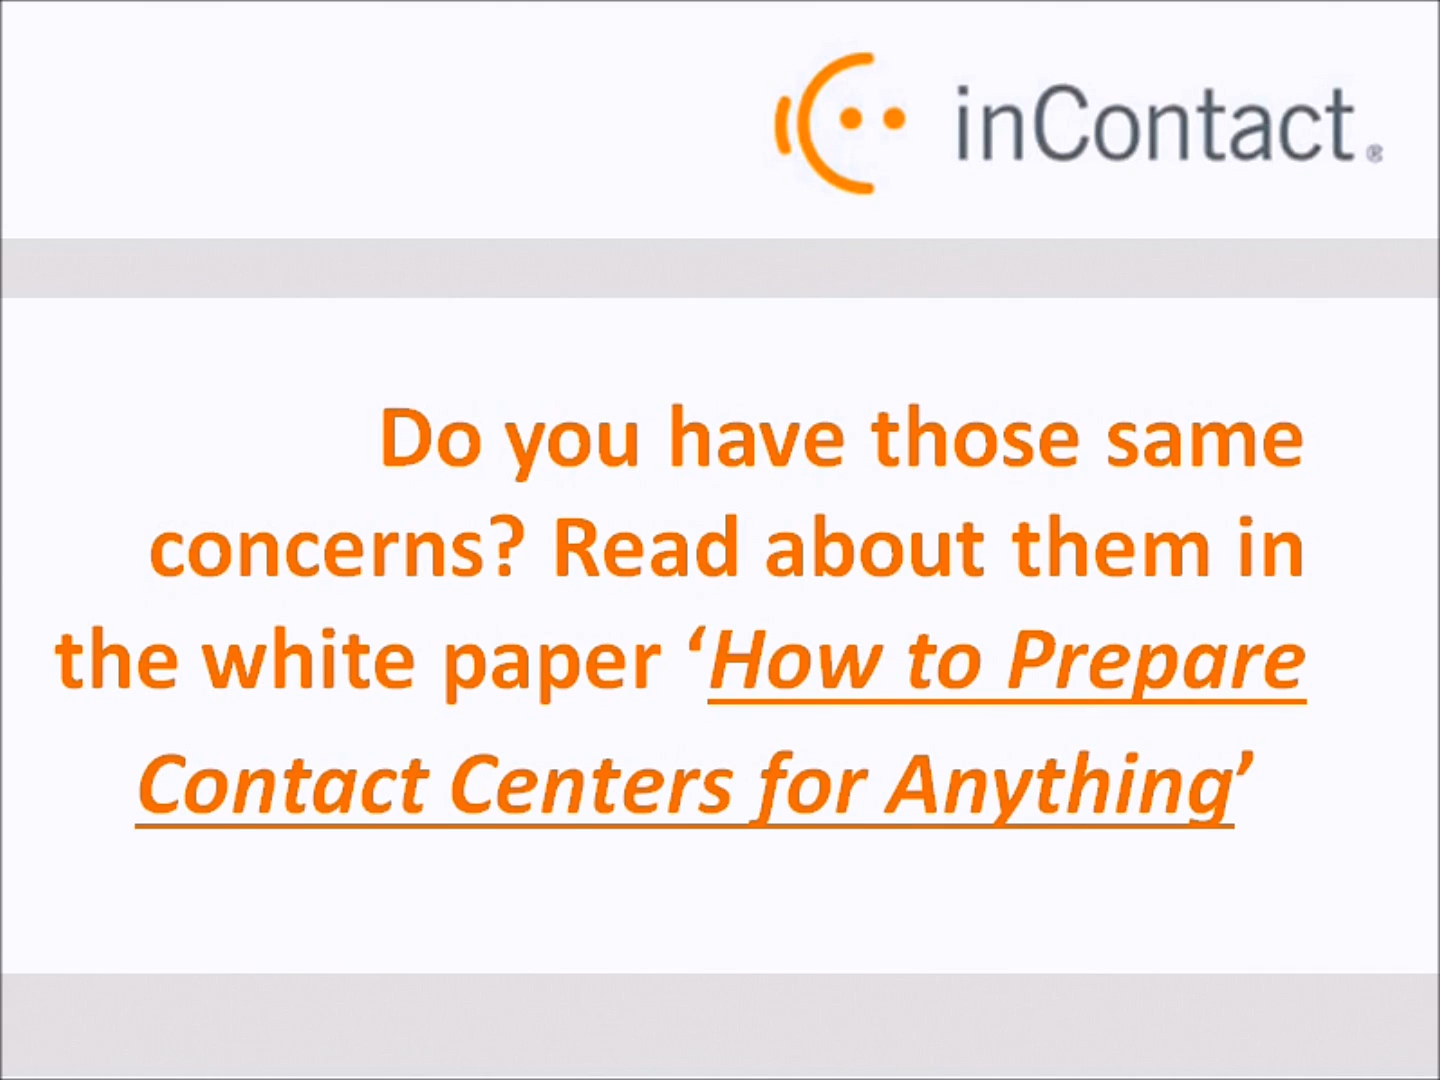 inContact®
Do you have those same
concerns? Read about them in
the white paper ‘How to Prepare
Contact Centers for Anything’